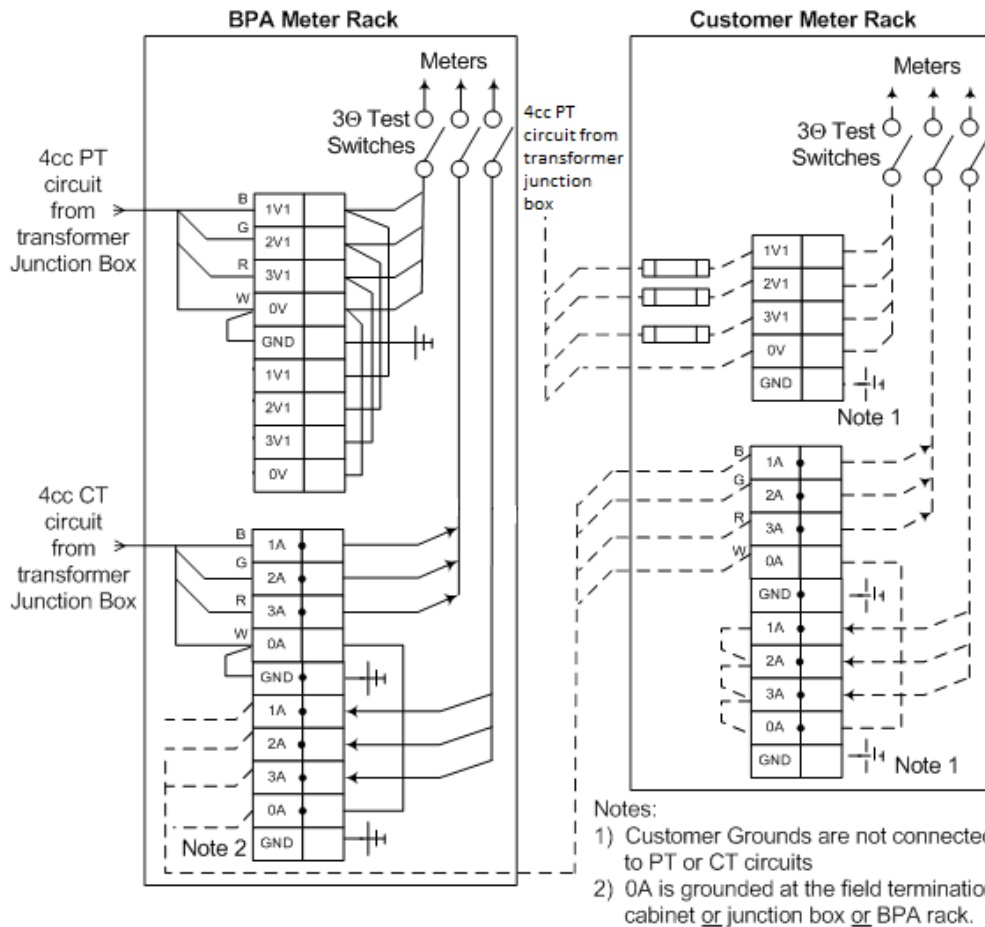 BPA Meter Rack
Customer Meter Rack
Meters
3Θ Test
Switches
4cc PT
circuit
from
transformer
Junction Box
B
1V1
G
2V1
R
3V1
W
0V
GND
1V1
2V1
3V1
0V
4cc CT
circuit
from
transformer
Junction Box
B
1A
G
2A
R
3A
W
0A
GND
1A
2A
3A
0A
GND
Note 2
4cc PT
circuit from
transformer
junction
box
Meters
3Θ Test
Switches
1V1
2V1
3V1
0V
GND
Note 1
B
1A
G
2A
R
3A
W
0A
GND
1A
2A
3A
0A
GND
Note 1
Notes:
1) Customer Grounds are not connected
to PT or CT circuits
2) 0A is grounded at the field termination
cabinet or junction box or BPA rack.